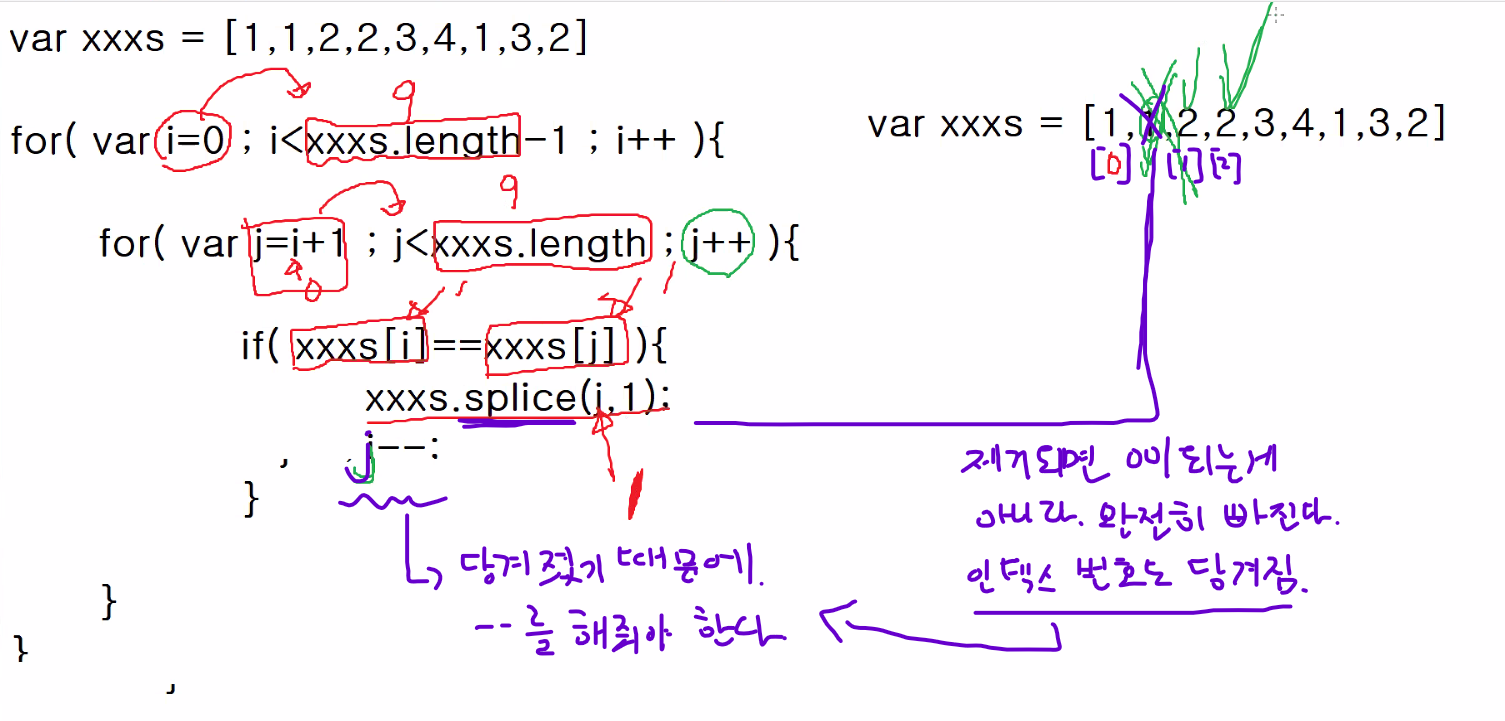 var xxxs = [1,1,2,2,3,4,1,3,2]
9
for( var i=0 ; i<xxxs.length-1 ; i++ ){
9
for( var j=i+1 ; j<xxxs.length ; j++ ){
0
if( xxxs[i]==xxxs[j] ){
xxxs.splice(j,1);
j--;
}
}
}
var xxxs = [1,1,2,2,3,4,1,3,2]
[0] [1] [2]
제거되면 0이 되는게
아니라. 완전히 빠진다.
인덱스 번호도 당겨짐.
당겨졌기 때문에.
--를 해줘야 한다